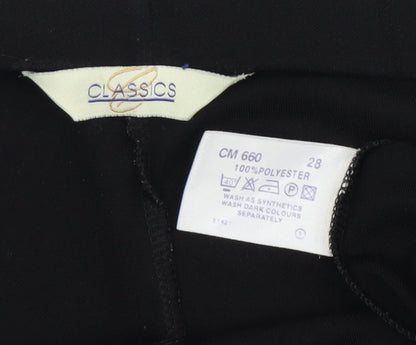 CLASSICS
CM 660 28
100%POLYESTER
WASH AS SYNTHETICS
WASH DARK COLOURS
SEPARATELY